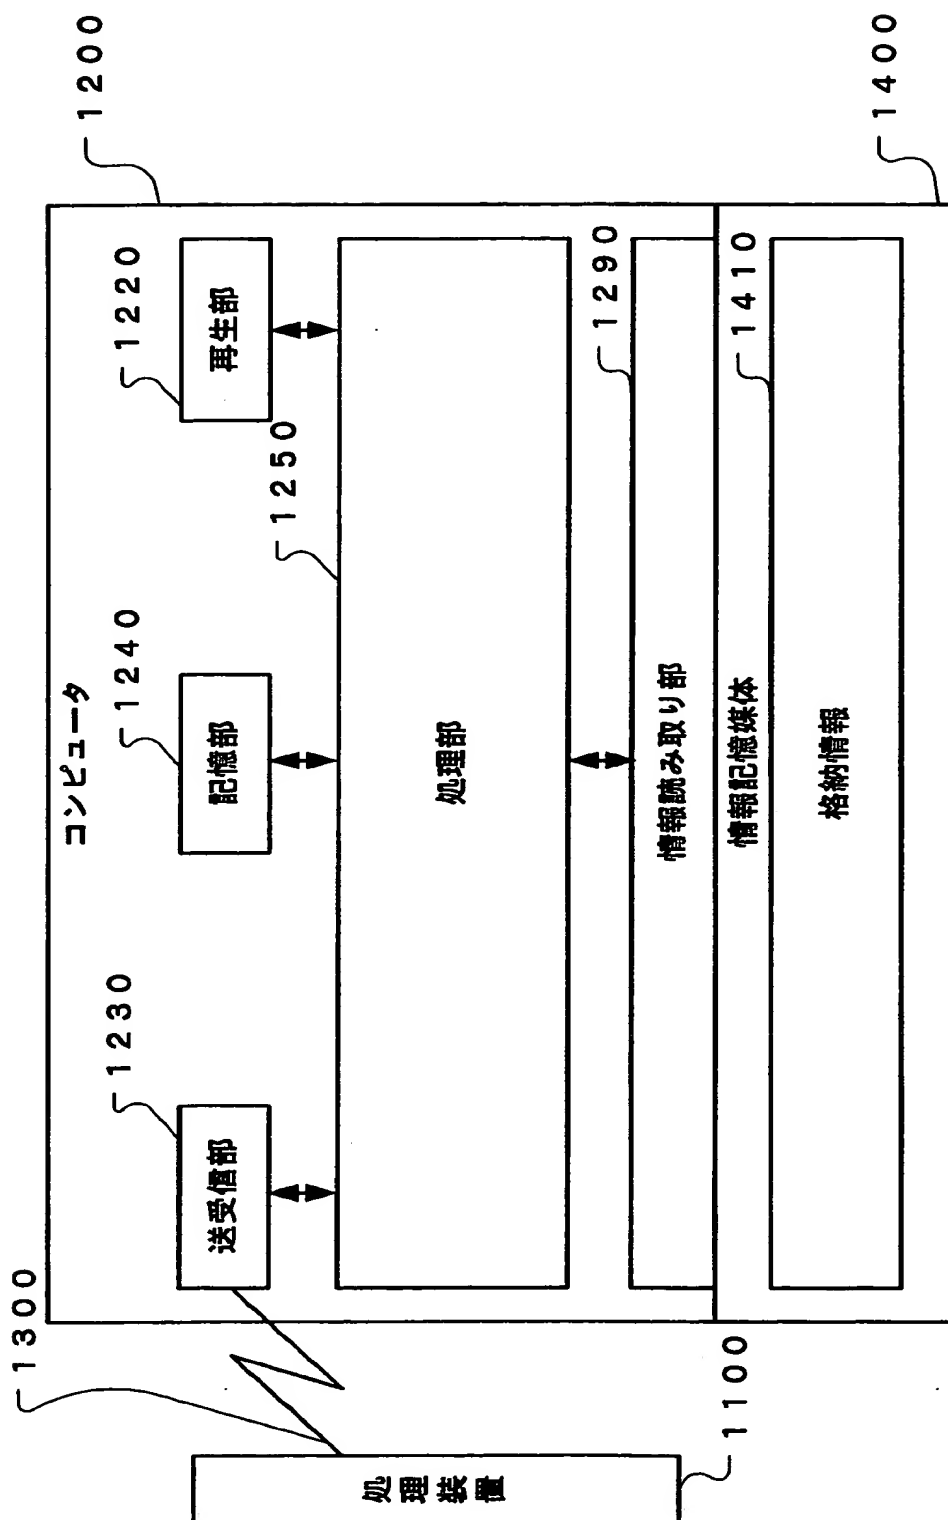 コンピュータ
1200
送受信部
1230
記憶部
1240
再生部
1220
処理部
1250
情報読み取り部
1290
情報記憶媒体
1400
格納情報
1410
1300
処理装置
1100